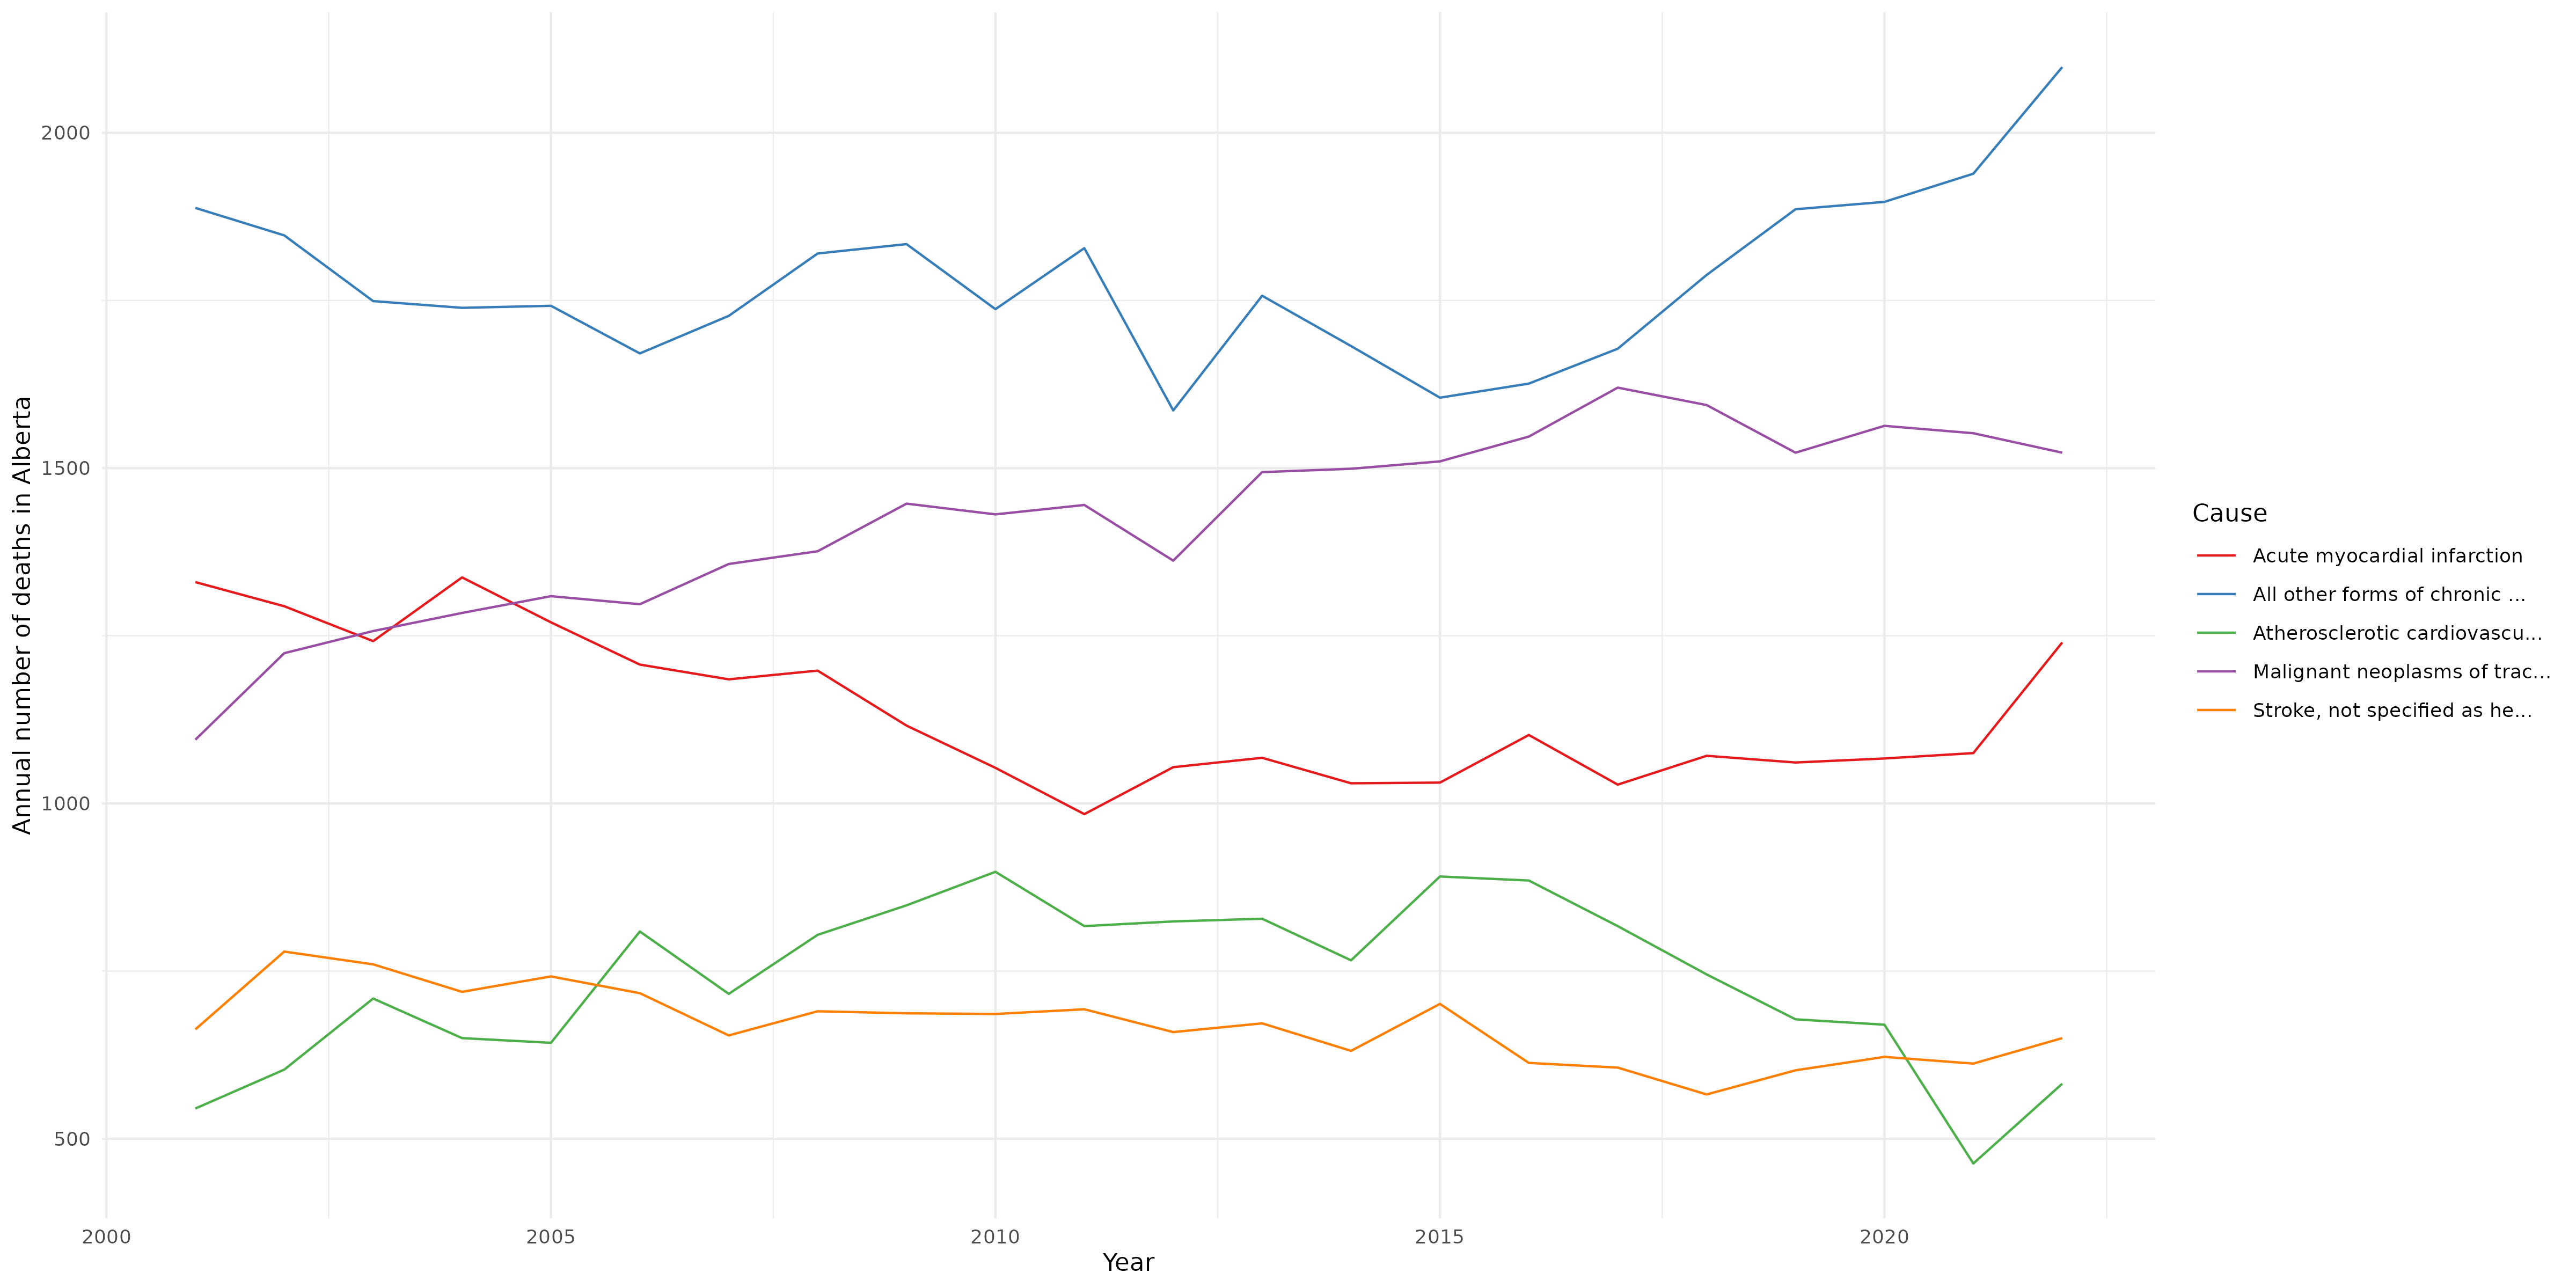 2000
1500
1000
500
Annual number of deaths in Alberta
2000 2005 2010 2015 2020
Year
Cause
Acute myocardial infarction
All other forms of chronic ...
Atherosclerotic cardiovascu...
Malignant neoplasms of trac...
Stroke, not specified as he...